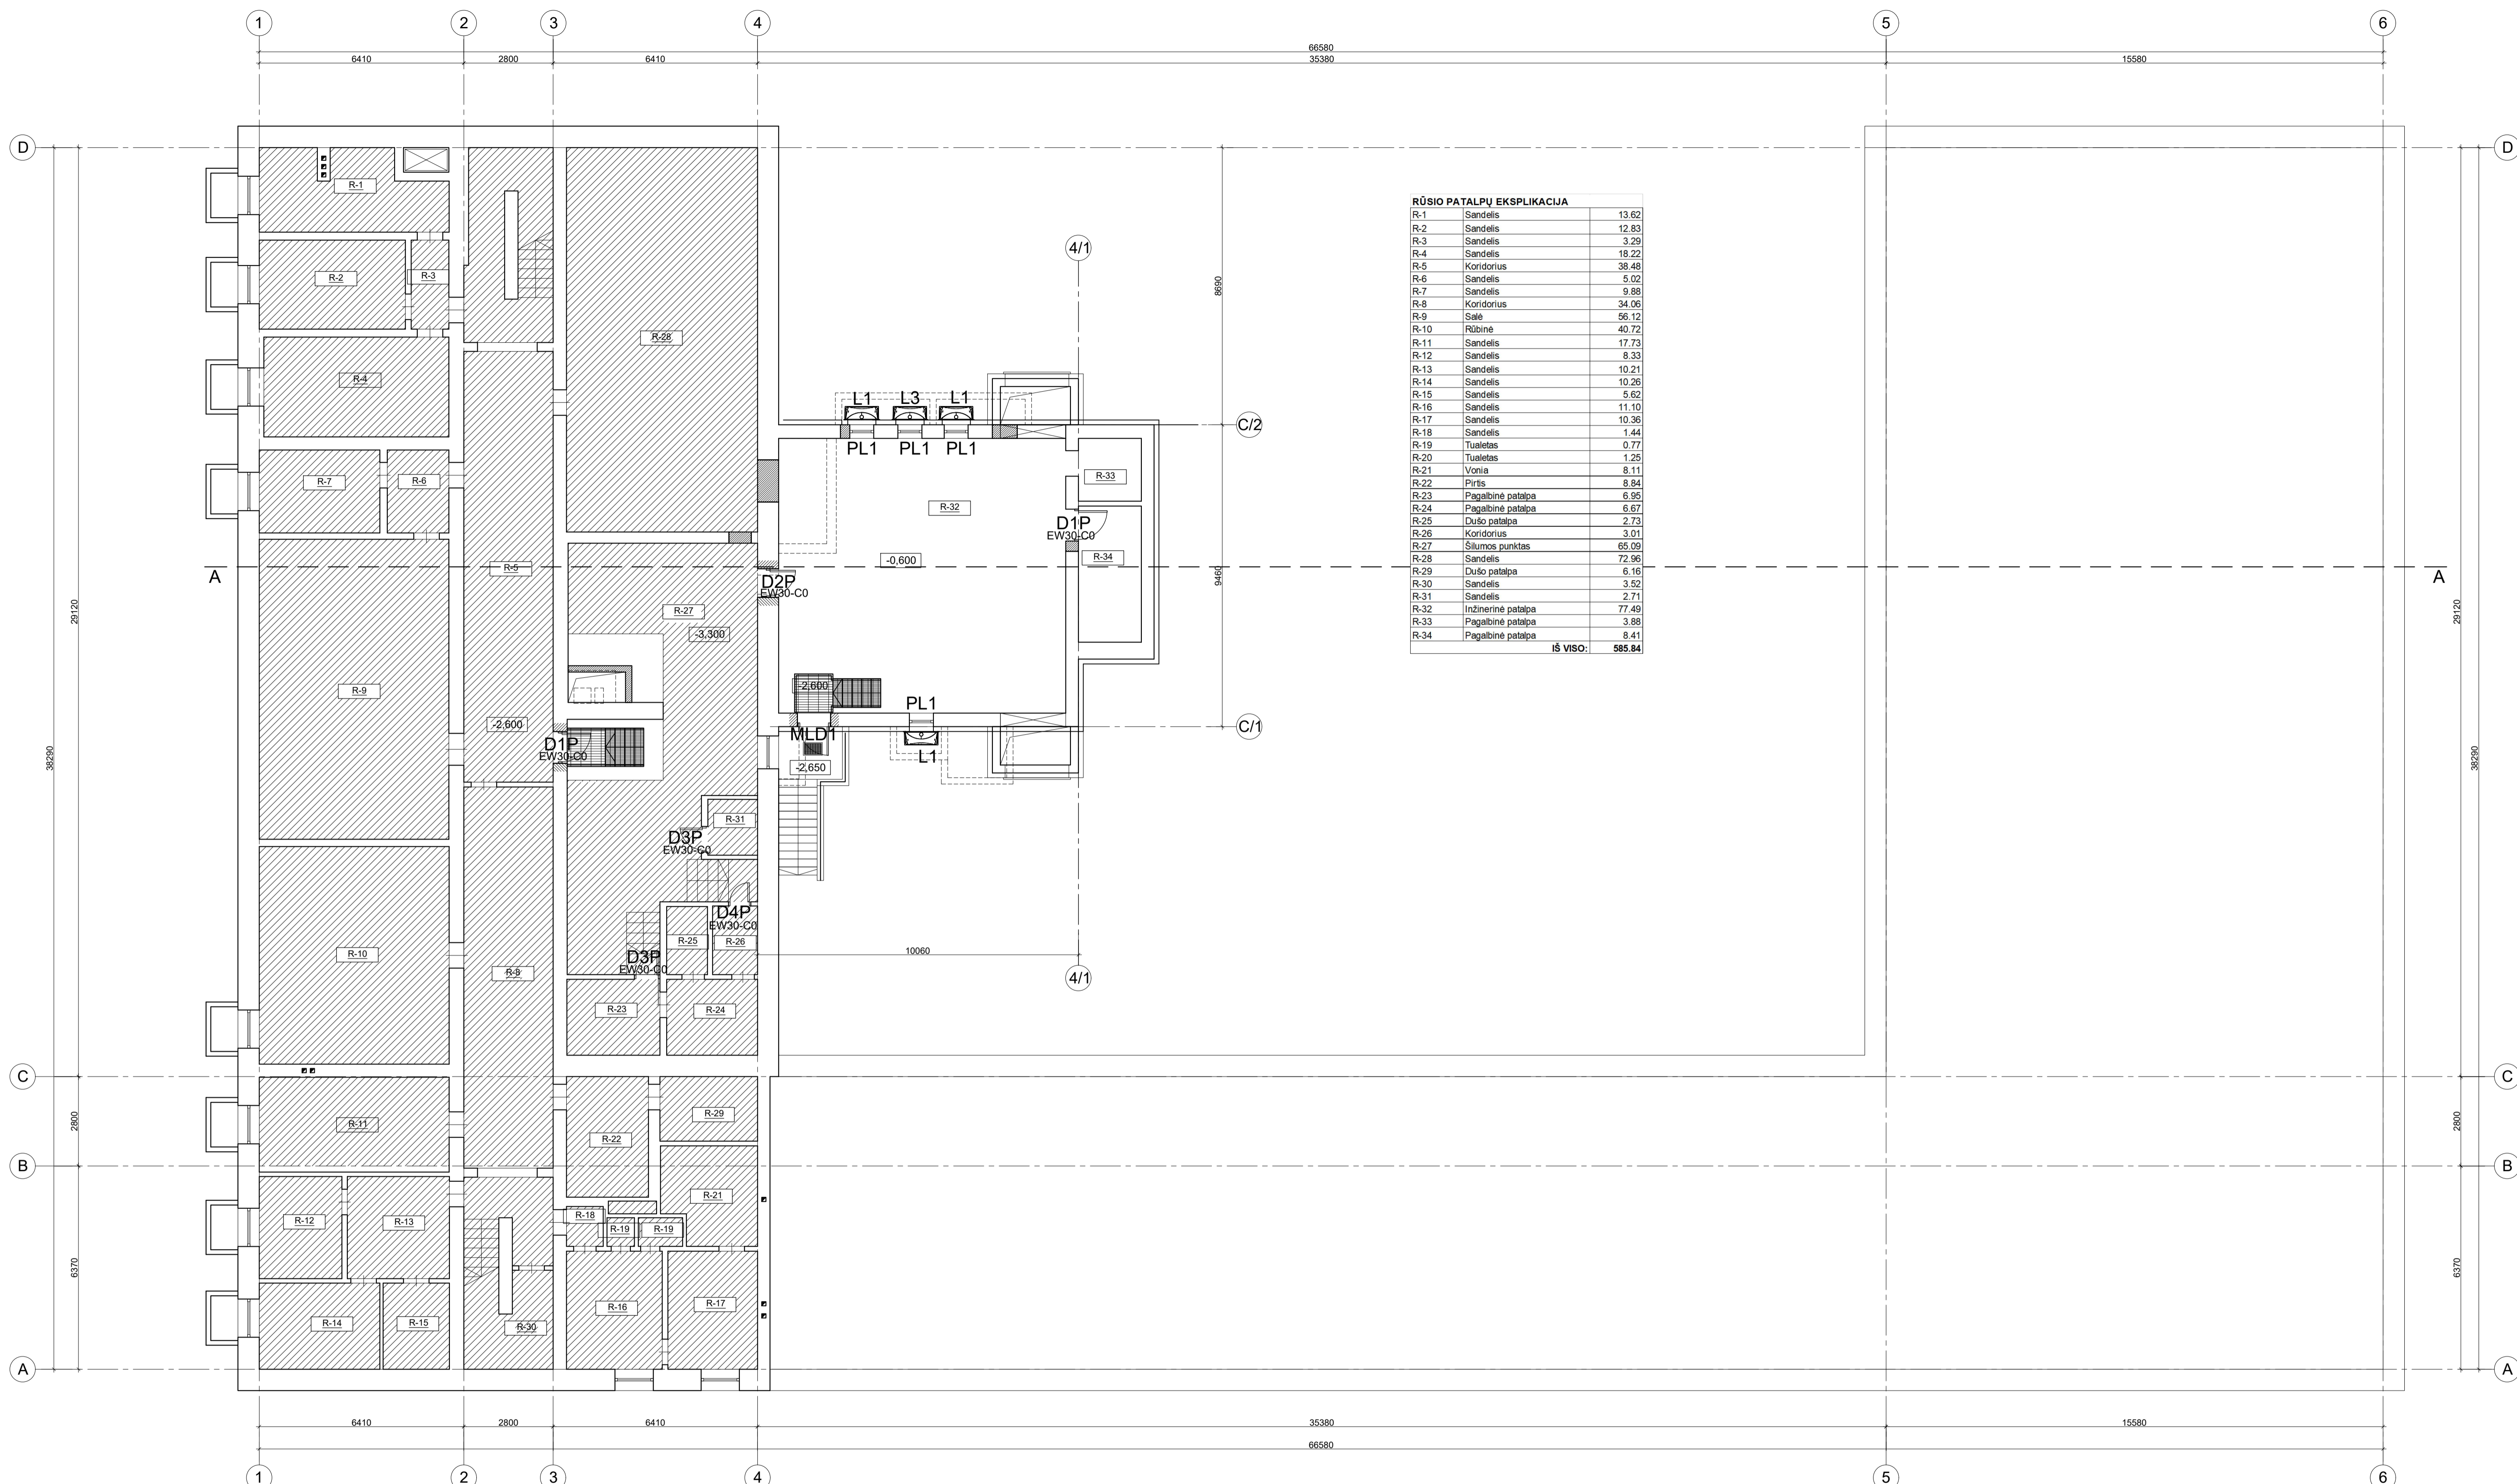 1 2 3 4 5 6
66580
6410 2800 6410 35380 15580
D D
R-1
RŪSIO PATALPŲ EKSPLIKACIJA
R-1 Sandelis 13.62
R-2 Sandelis 12.83
R-3 Sandelis 3.29
R-4 Sandelis 18.22
R-5 Koridorius 38.48
R-6 Sandelis 5.02
R-7 Sandelis 9.88
R-8 Koridorius 34.06
R-9 Salė 56.12
R-10 Rūbinė 40.72
R-11 Sandelis 17.73
R-12 Sandelis 8.33
R-13 Sandelis 10.21
R-14 Sandelis 10.26
R-15 Sandelis 5.62
R-16 Sandelis 11.10
R-17 Sandelis 10.36
R-18 Sandelis 1.44
R-19 Tualetas 0.77
R-20 Tualetas 1.25
R-21 Vonia 8.11
R-22 Pirtis 8.84
R-23 Pagalbinė patalpa 6.95
R-24 Pagalbinė patalpa 6.67
R-25 Dušo patalpa 2.73
R-26 Koridorius 3.01
R-27 Šilumos punktas 65.09
R-28 Sandelis 72.96
R-29 Dušo patalpa 6.16
R-30 Sandelis 3.52
R-31 Sandelis 2.71
R-32 Inžinerinė patalpa 77.49
R-33 Pagalbinė patalpa 3.88
R-34 Pagalbinė patalpa 8.41
IŠ VISO: 585.84
4/1
R-2 R-3
8690
R-28
R-4
L1 L3 L1
C/2
PL1 PL1 PL1
R-7 R-6
R-33
R-32
D1P
EW30-C0
R-34
-0,600
A R-5 A
D2P
EW30-C0
9460
R-27
29120 29120
-3,300
R-9
-2,600
-2,600
PL1
C/1
MLD1
D1P
EW30-C0
L1
-2,650
38290 38290
R-31
D3P
EW30-C0
D4P
EW30-C0
R-25 R-26
R-10
10060
D3P
EW30-C0
R-8
4/1
R-23 R-24
C C
R-29
R-11
2800 2800
R-22
B B
R-21
R-12 R-13
R-18
R-19 R-19
6370 6370
R-16 R-17
R-14 R-15 R-30
A A
6410 2800 6410 35380 15580
66580
1 2 3 4 5 6